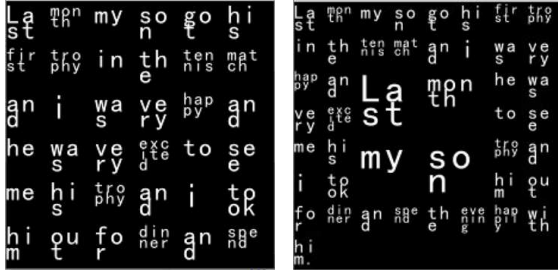 Last month my son got his
first trophy in the tennis match
and i was very happy and
he was very excited to see
me his trophy and i took
him out for dinner and spend
Last month my son got his first trophy
in the tennis match and i was very
happy and Last month he was
very excited to see
me his my son trophy and
i took him out
for dinner and spend the evening happily with
him.